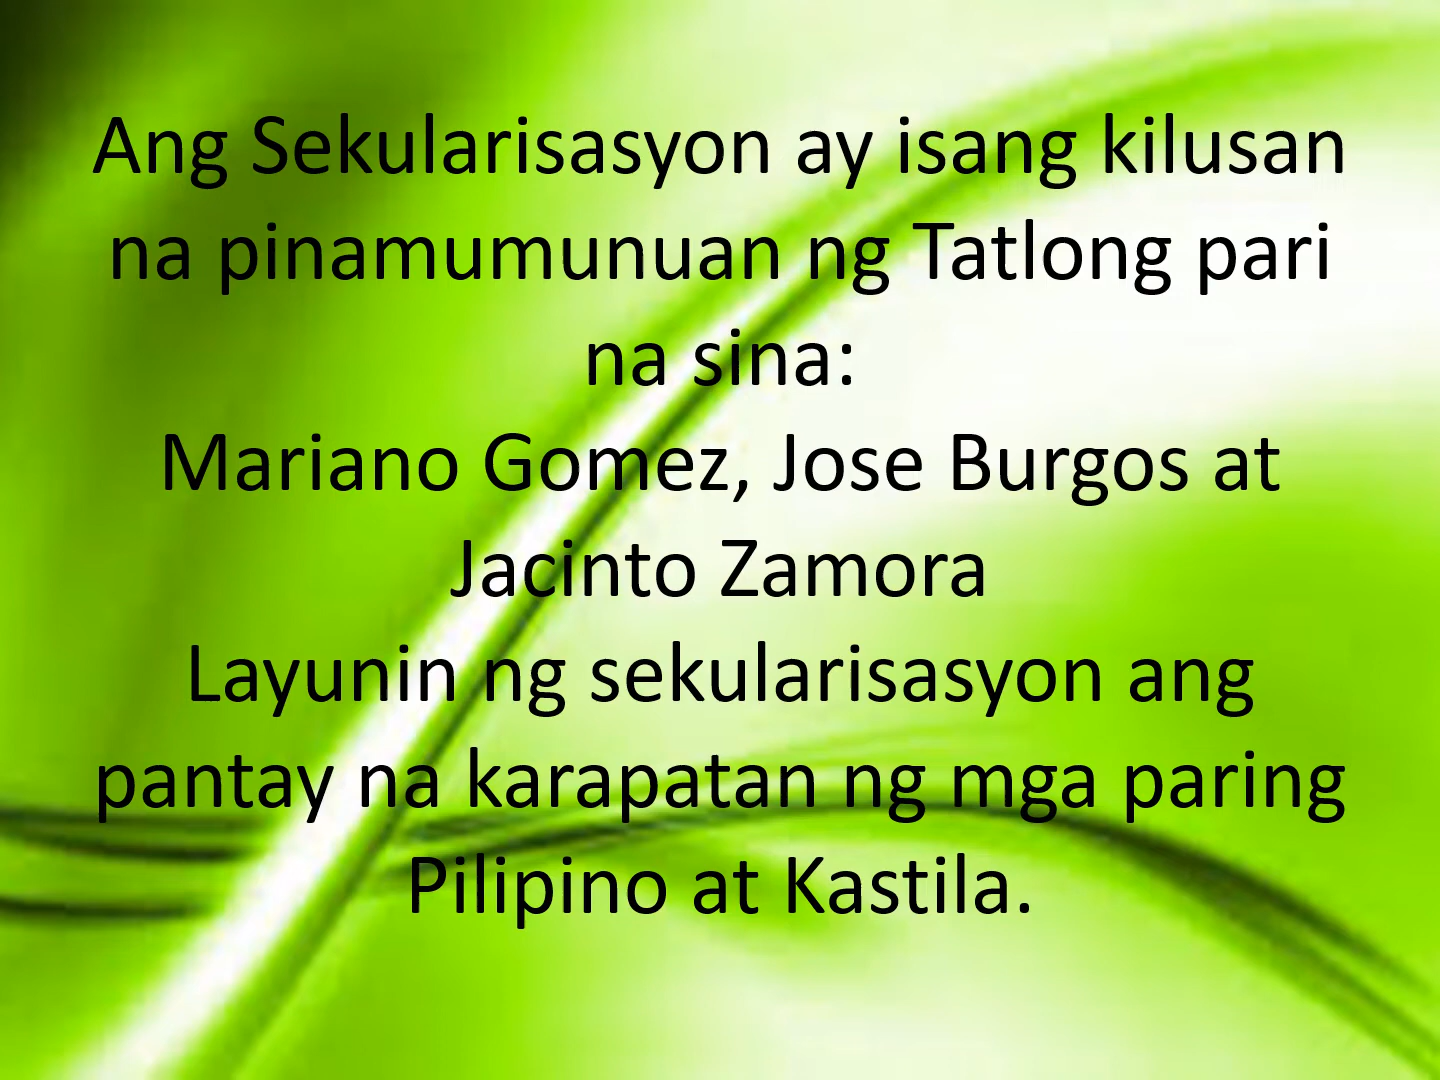 Ang Sekularisasyon ay isang kilusan
na pinamumunuan ng Tatlong pari
na sina:
Mariano Gomez, Jose Burgos at
Jacinto Zamora
Layunin ng sekularisasyon ang
pantay na karapatan ng mga paring
Pilipino at Kastila.